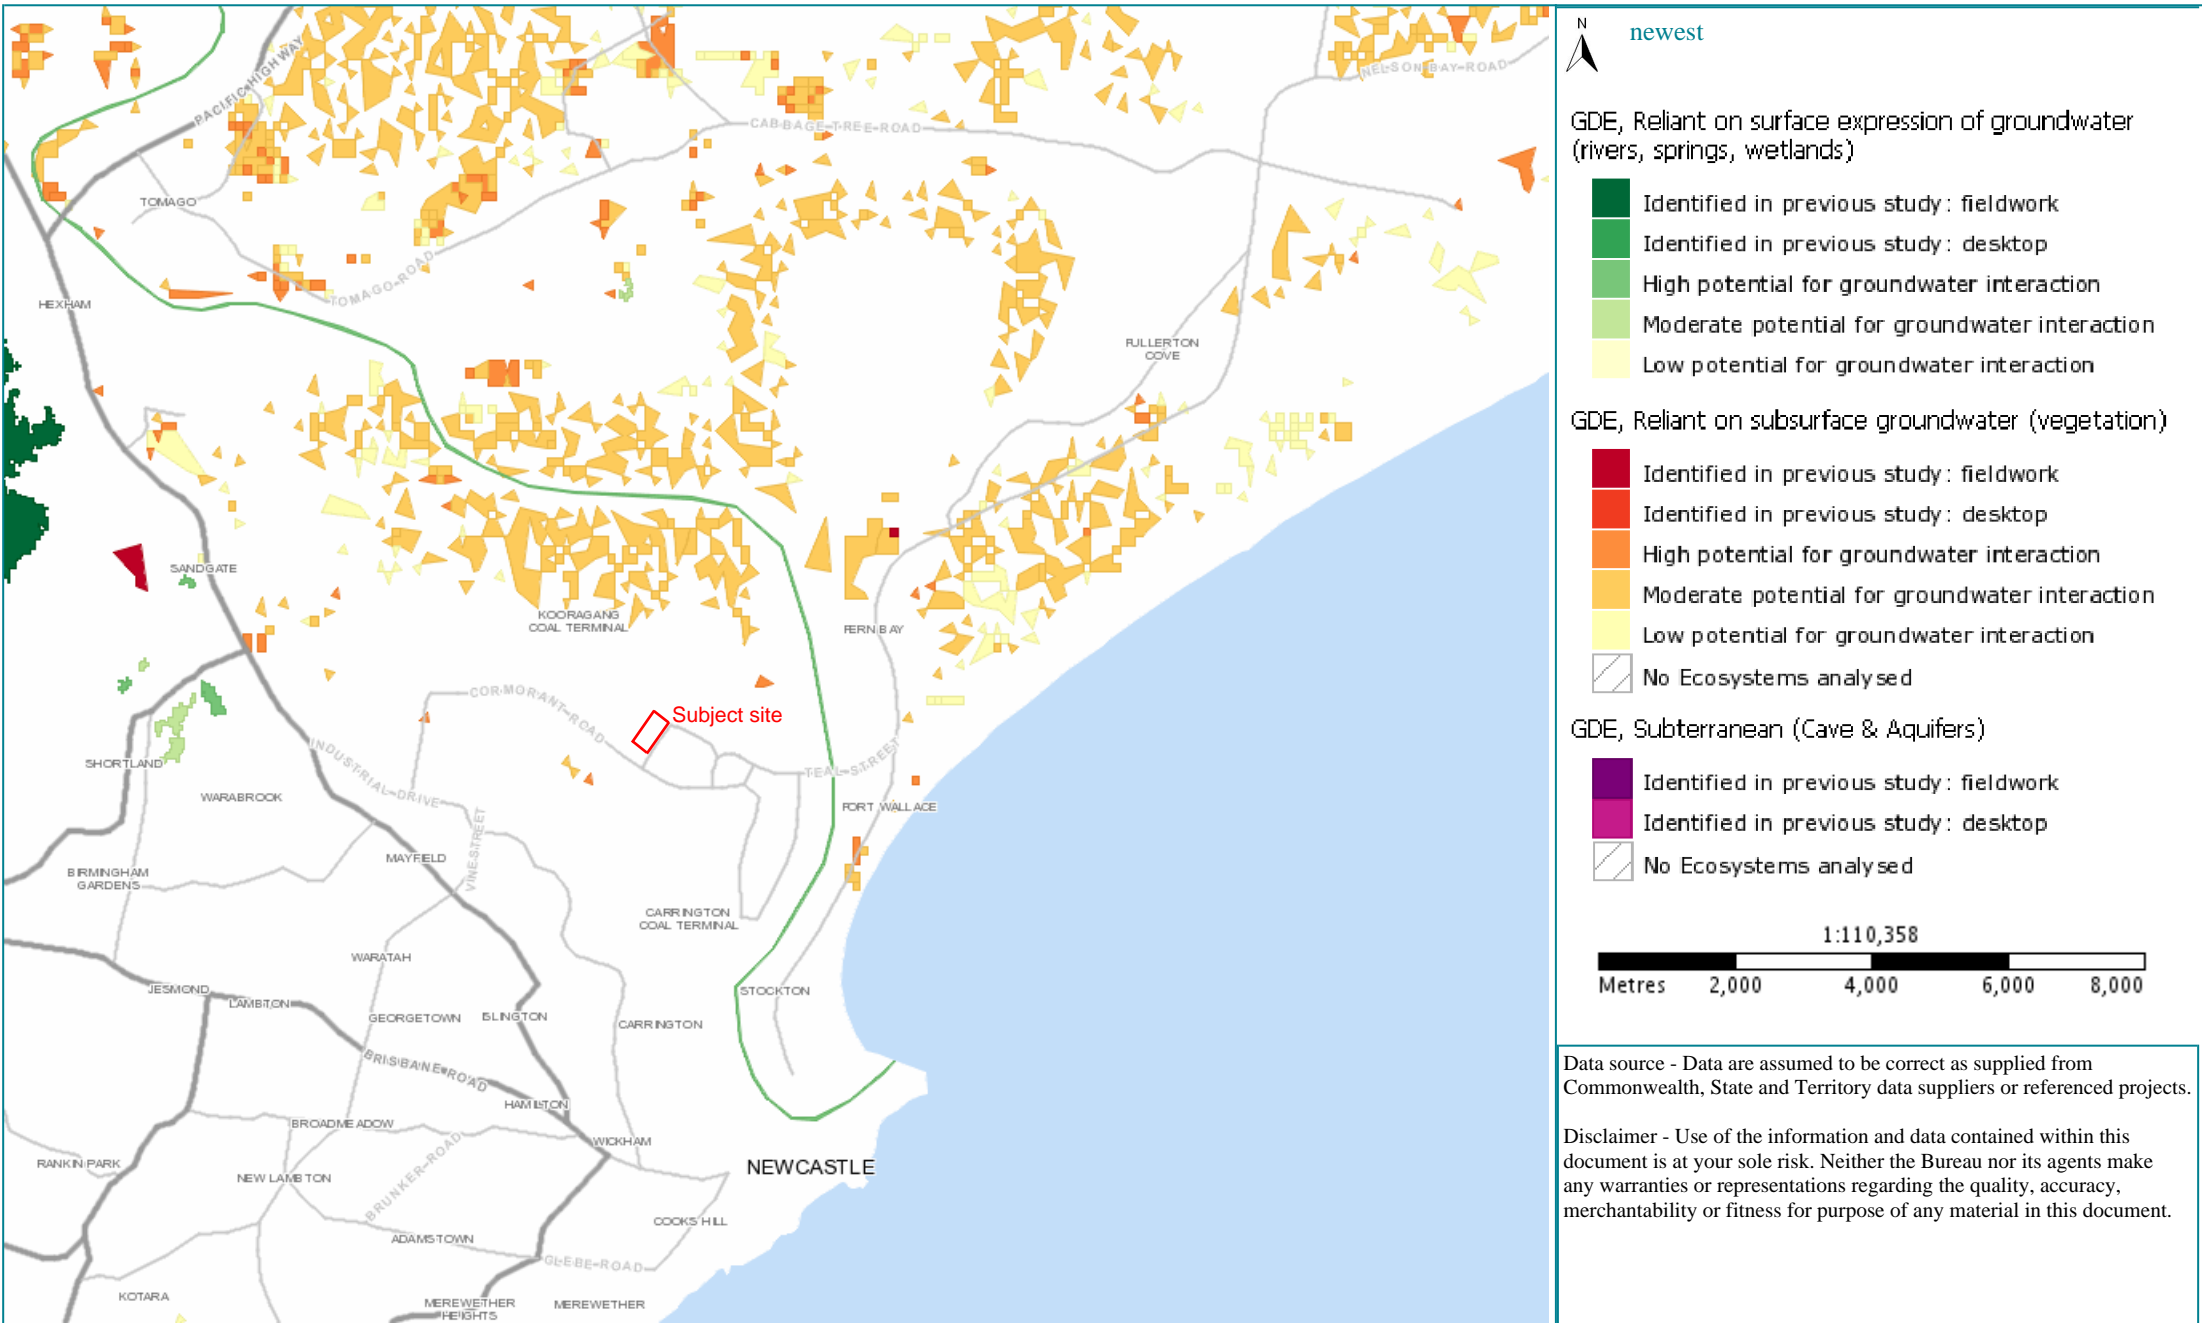 PACIFIC HIGHWAY
NELSON-BAY-ROAD
CABBAGE-TREE-ROAD
TOMAGO
TOMAGO-ROAD
HEXHAM
FULLERTON
COVE
SANDGATE
KOORAGANG
COAL TERMINAL
FERN BAY
CORMORANT-ROAD
Subject site
INDUSTRIAL-DRIVE
TEAL-STREET
SHORTLAND
WARABROOK
FORT WALLACE
VINE-STREET
MAYFIELD
BIRMINGHAM
GARDENS
CARRINGTON
COAL TERMINAL
WARATAH
JESMOND
LAMBTON
STOCKTON
GEORGETOWN
ISLINGTON
CARRINGTON
BRISBANE-ROAD
HAMILTON
BROADMEADOW
WICKHAM
RANKIN PARK
NEW LAMBTON
BRUNKER-ROAD
NEWCASTLE
COOKS HILL
ADAMSTOWN
GLEBE-ROAD
KOTARA
MEREWETHER
HEIGHTS
MEREWETHER
N
newest
GDE, Reliant on surface expression of groundwater
(rivers, springs, wetlands)
Identified in previous study: fieldwork
Identified in previous study: desktop
High potential for groundwater interaction
Moderate potential for groundwater interaction
Low potential for groundwater interaction
GDE, Reliant on subsurface groundwater (vegetation)
Identified in previous study: fieldwork
Identified in previous study: desktop
High potential for groundwater interaction
Moderate potential for groundwater interaction
Low potential for groundwater interaction
No Ecosystems analysed
GDE, Subterranean (Cave & Aquifers)
Identified in previous study: fieldwork
Identified in previous study: desktop
No Ecosystems analysed
1:110,358
Metres 2,000 4,000 6,000 8,000
Data source - Data are assumed to be correct as supplied from
Commonwealth, State and Territory data suppliers or referenced projects.
Disclaimer - Use of the information and data contained within this
document is at your sole risk. Neither the Bureau nor its agents make
any warranties or representations regarding the quality, accuracy,
merchantability or fitness for purpose of any material in this document.